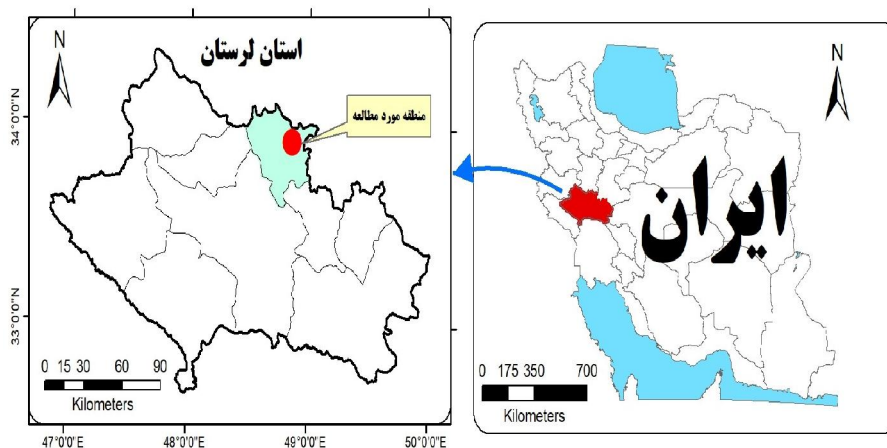 N
استان لرستان
منطقه مورد مطالعه
34°0'0"N
33°0'0"N
0 15 30 60 90
Kilometers
47°0'0"E 48°0'0"E 49°0'0"E 50°0'0"E
N
ایران
0 175 350 700
Kilometers